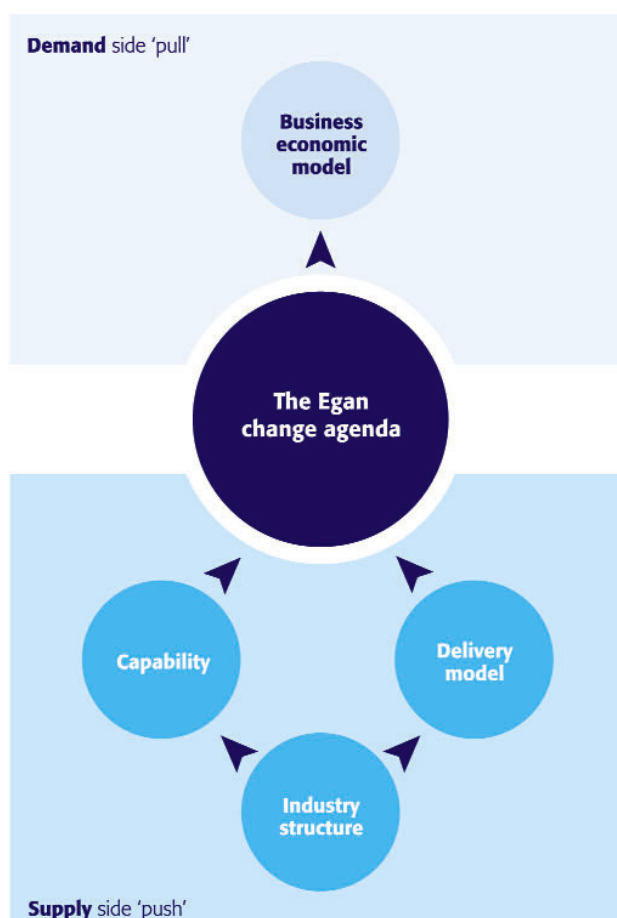 Demand side ‘pull’
Business
economic
model
The Egan
change agenda
Capability
Delivery
model
Industry
structure
Supply side ‘push’